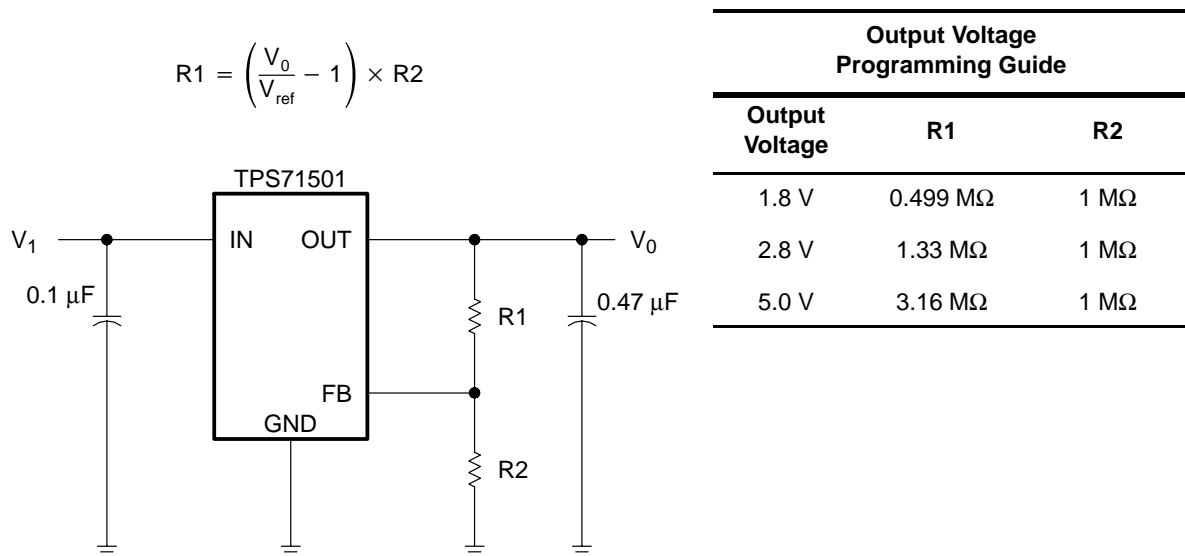 R1 = (V0/Vref − 1) × R2
TPS71501
V1
IN
OUT
V0
0.1 μF
R1
0.47 μF
FB
GND
R2
Output Voltage
Programming Guide
Output
Voltage
R1
R2
1.8 V 0.499 MΩ 1 MΩ
2.8 V 1.33 MΩ 1 MΩ
5.0 V 3.16 MΩ 1 MΩ